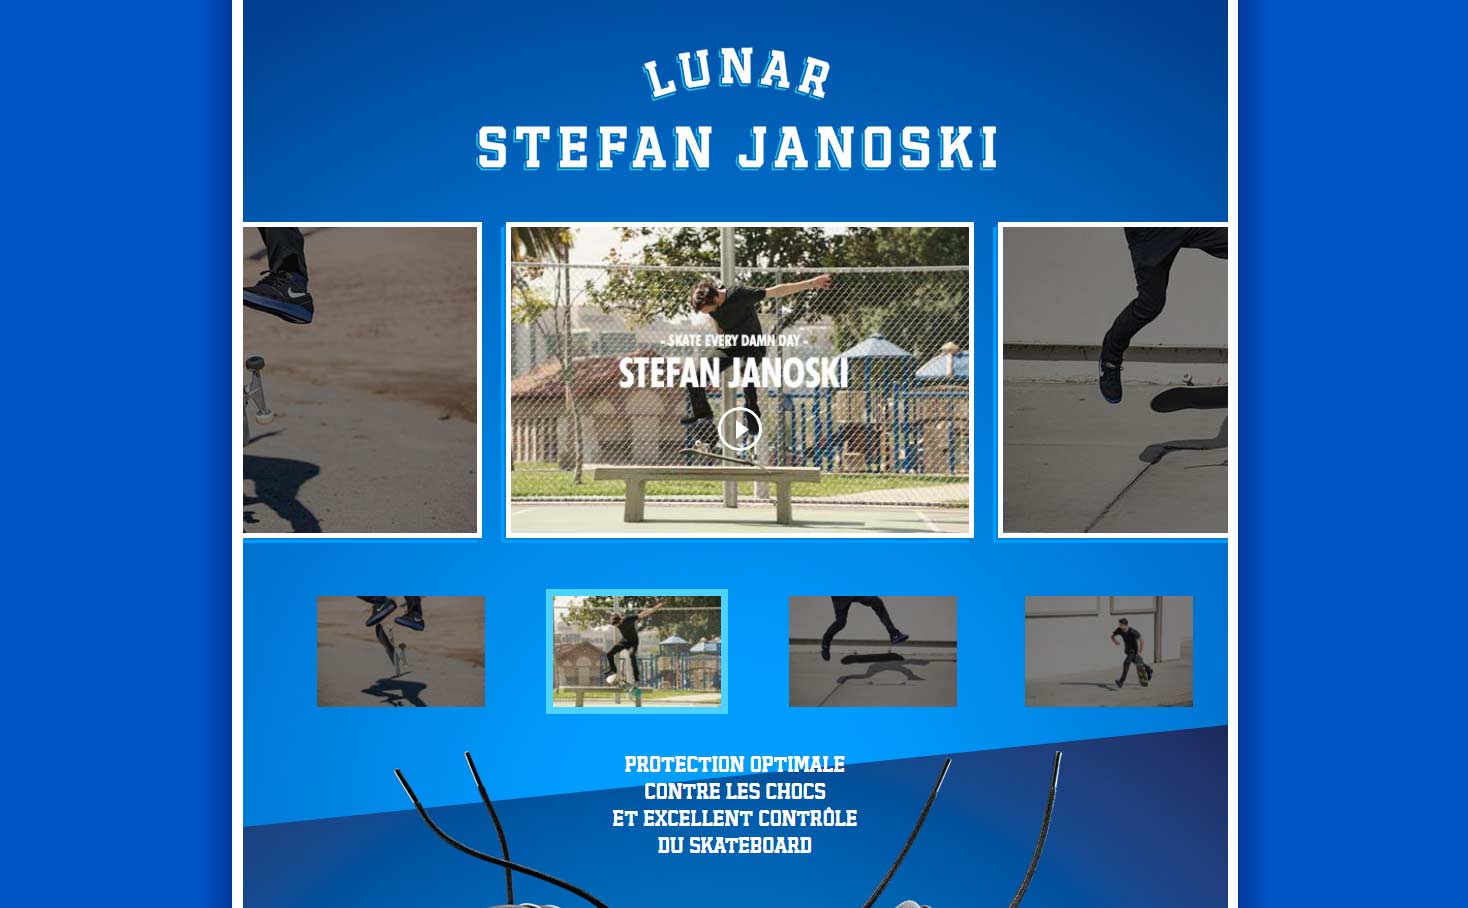 LUNAR
STEFAN JANOSKI
- SKATE EVERY DAMN DAY -
STEFAN JANOSKI
PROTECTION OPTIMALE
CONTRE LES CHOCS
ET EXCELLENT CONTRÔLE
DU SKATEBOARD